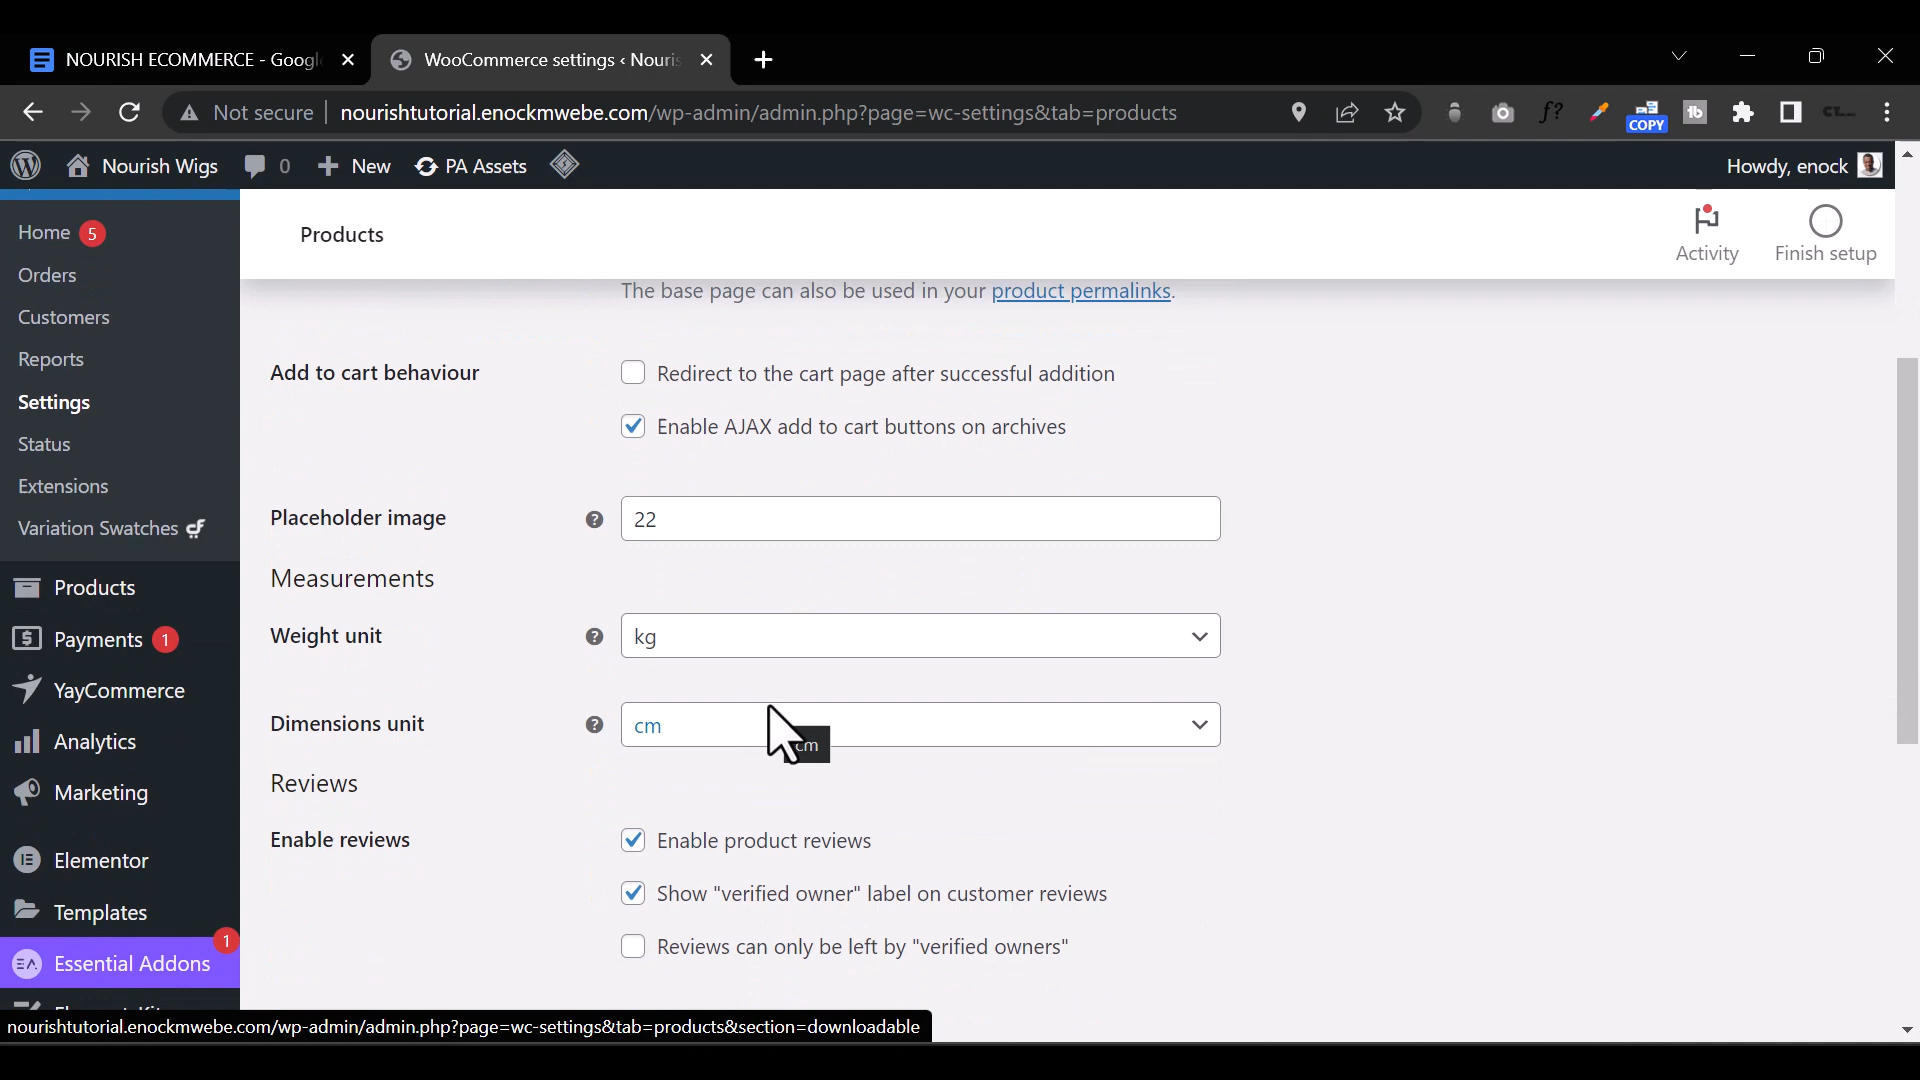 NOURISH ECOMMERCE - Googl
WooCommerce settings ‹ Nouris
Not secure
nourishtutorial.enockmwebe.com/wp-admin/admin.php?page=wc-settings&tab=products
f?
COPY
tb
Nourish Wigs
0
New
PA Assets
Howdy, enock
Home 5
Orders
Customers
Reports
Settings
Status
Extensions
Variation Swatches
Products
Payments 1
YayCommerce
Analytics
Marketing
Elementor
Templates
1
Essential Addons
Products
Activity
Finish setup
The base page can also be used in your product permalinks.
Add to cart behaviour
Redirect to the cart page after successful addition
Enable AJAX add to cart buttons on archives
Placeholder image
22
Measurements
Weight unit
kg
Dimensions unit
cm
cm
Reviews
Enable reviews
Enable product reviews
Show "verified owner" label on customer reviews
Reviews can only be left by "verified owners"
nourishtutorial.enockmwebe.com/wp-admin/admin.php?page=wc-settings&tab=products&section=downloadable